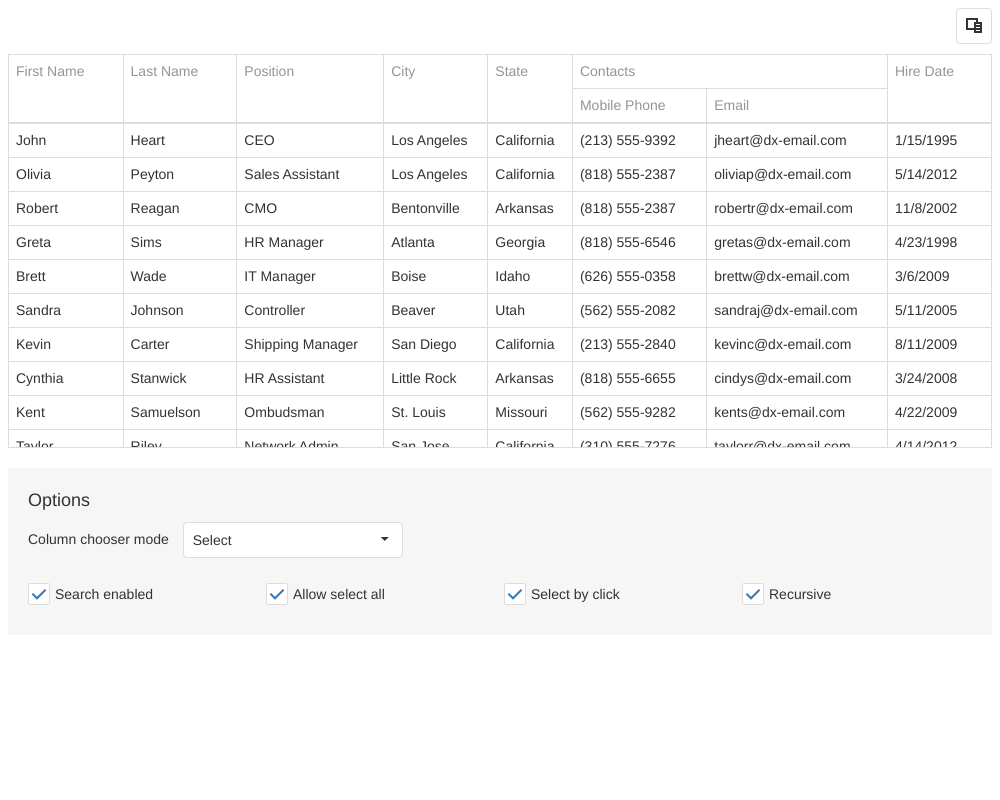 First Name Last Name Position City State Contacts Hire Date
Mobile Phone Email
John Heart CEO Los Angeles California (213) 555-9392 jheart@dx-email.com 1/15/1995
Olivia Peyton Sales Assistant Los Angeles California (818) 555-2387 oliviap@dx-email.com 5/14/2012
Robert Reagan CMO Bentonville Arkansas (818) 555-2387 robertr@dx-email.com 11/8/2002
Greta Sims HR Manager Atlanta Georgia (818) 555-6546 gretas@dx-email.com 4/23/1998
Brett Wade IT Manager Boise Idaho (626) 555-0358 brettw@dx-email.com 3/6/2009
Sandra Johnson Controller Beaver Utah (562) 555-2082 sandraj@dx-email.com 5/11/2005
Kevin Carter Shipping Manager San Diego California (213) 555-2840 kevinc@dx-email.com 8/11/2009
Cynthia Stanwick HR Assistant Little Rock Arkansas (818) 555-6655 cindys@dx-email.com 3/24/2008
Kent Samuelson Ombudsman St. Louis Missouri (562) 555-9282 kents@dx-email.com 4/22/2009
Taylor Riley Network Admin San Jose California (310) 555-7276 taylorr@dx-email.com 4/14/2012
Options
Column chooser mode Select
Search enabled Allow select all Select by click Recursive